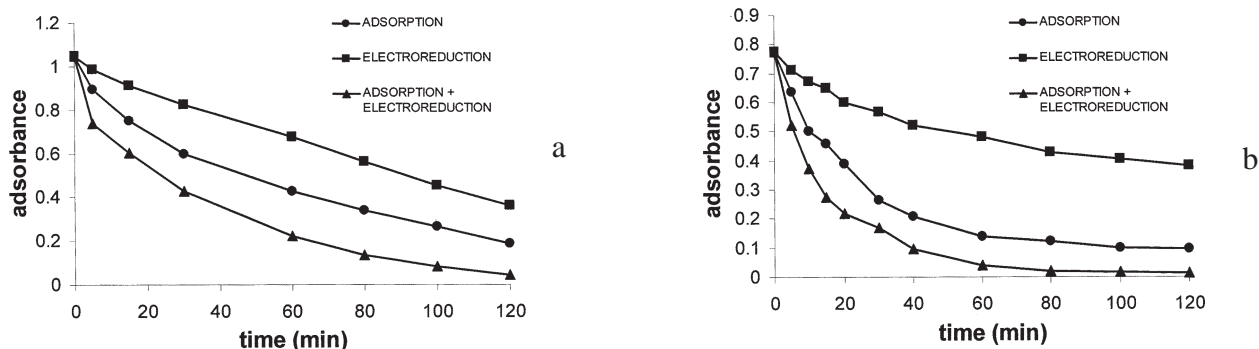 1.2
1
0.8
0.6
0.4
0.2
0
0 20 40 60 80 100 120
adsorbance
time (min)
ADSORPTION
ELECTROREDUCTION
ADSORPTION +
ELECTROREDUCTION
a
0.9
0.8
0.7
0.6
0.5
0.4
0.3
0.2
0.1
0
0 20 40 60 80 100 120
adsorbance
time (min)
ADSORPTION
ELECTROREDUCTION
ADSORPTION +
ELECTROREDUCTION
b